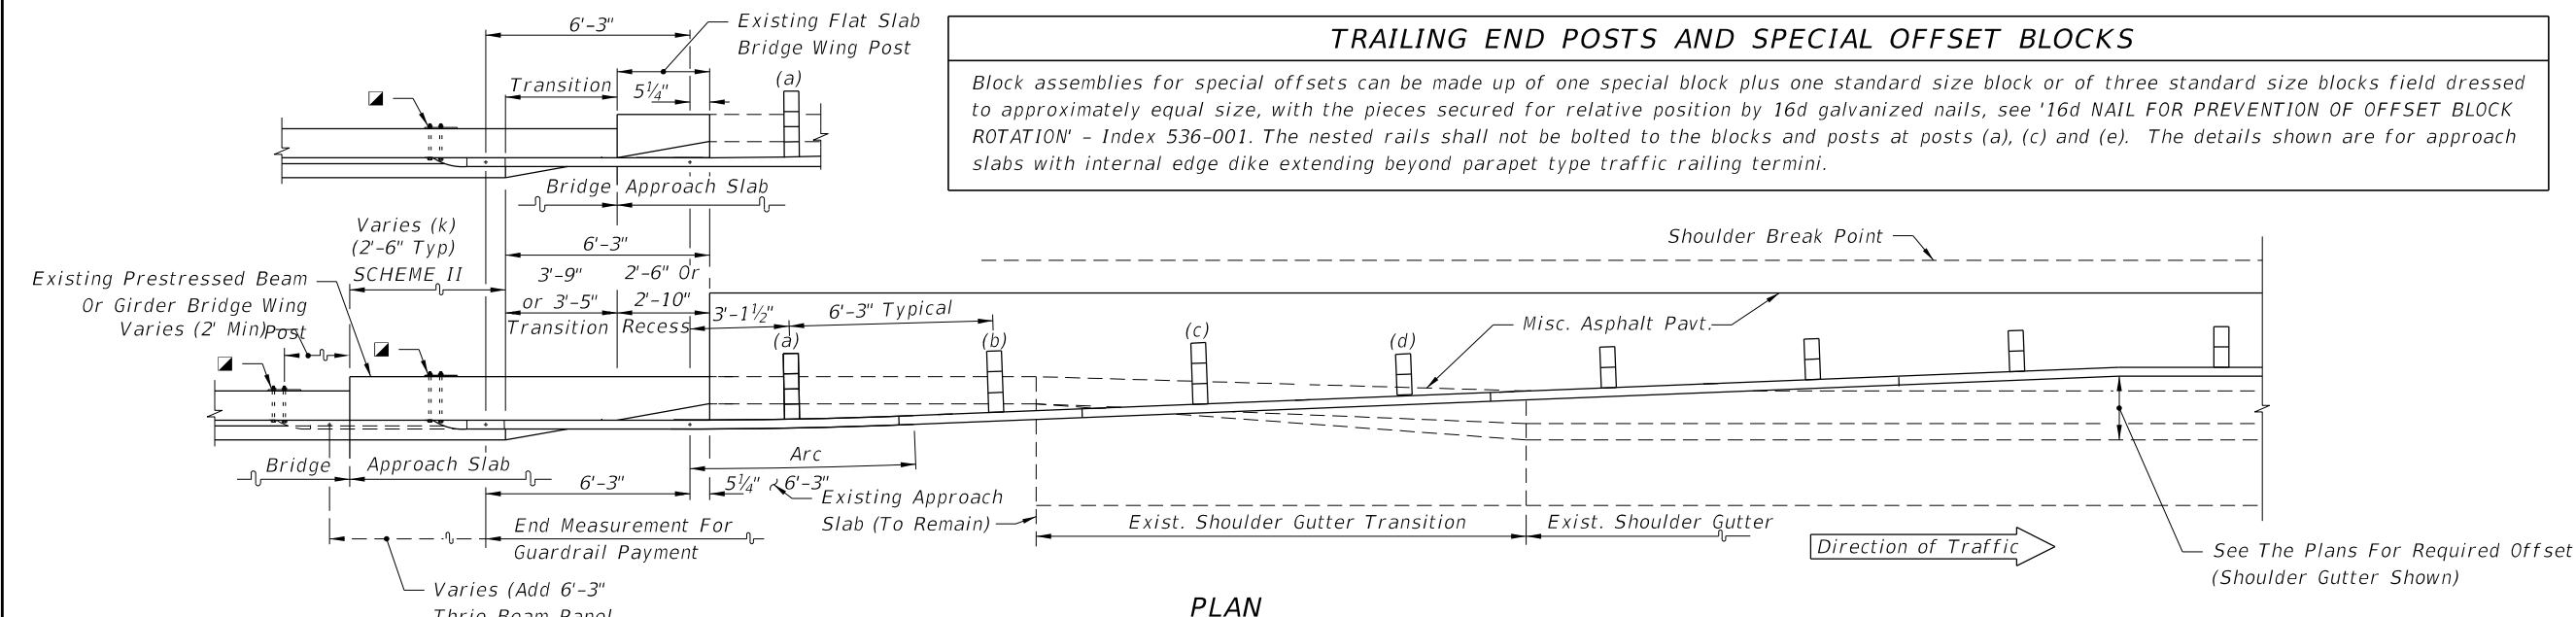 6'-3"
Existing Flat Slab
Bridge Wing Post
Transition
5¼"
(a)
Bridge
Approach Slab
TRAILING END POSTS AND SPECIAL OFFSET BLOCKS
Block assemblies for special offsets can be made up of one special block plus one standard size block or of three standard size blocks field dressed
to approximately equal size, with the pieces secured for relative position by 16d galvanized nails, see '16d NAIL FOR PREVENTION OF OFFSET BLOCK
ROTATION' - Index 536-001. The nested rails shall not be bolted to the blocks and posts at posts (a), (c) and (e). The details shown are for approach
slabs with internal edge dike extending beyond parapet type traffic railing termini.
Varies (k)
(2'-6" Typ)
SCHEME II
6'-3"
3'-9"
or 3'-5"
Transition
2'-6" Or
2'-10"
Recess
Existing Prestressed Beam
Or Girder Bridge Wing
Post
Varies (2' Min)
3'-1½"
6'-3" Typical
(a)
(b)
(c)
(d)
Shoulder Break Point
Misc. Asphalt Pavt.
Bridge
Approach Slab
6'-3"
5¼"
Arc
6'-3"
Existing Approach
Slab (To Remain)
End Measurement For
Guardrail Payment
Exist. Shoulder Gutter Transition
Exist. Shoulder Gutter
Direction of Traffic
See The Plans For Required Offset
(Shoulder Gutter Shown)
Varies (Add 6'-3"
Thrie Beam Panel
PLAN